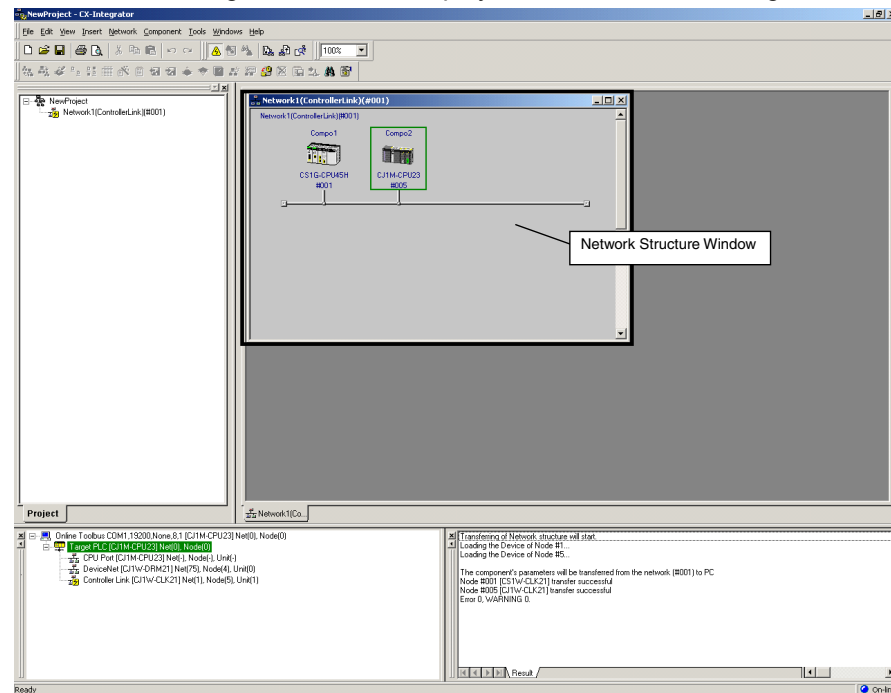 NewProject - CX-Integrator
File Edit View Insert Network Component Tools Windows Help
100%
NewProject
Network1(ControllerLink)(#001)
Network1(ControllerLink)(#001)
Network1(ControllerLink)(#001)
Compo1 Compo2
CS1G-CPU45H CJ1M-CPU23
#001 #005
Network Structure Window
Project
Network1(Co...
Online Toolbus COM1,19200,None,8,1 [CJ1M-CPU23] Net(0), Node(0)
Target PLC [CJ1M-CPU23] Net(0), Node(0)
CPU Port [CJ1M-CPU23] Net(-), Node(-), Unit(-)
DeviceNet [CJ1W-DRM21] Net(75), Node(4), Unit(0)
Controller Link [CJ1W-CLK21] Net(1), Node(5), Unit(1)
Transferring of Network structure will start.
Loading the Device of Node #1...
Loading the Device of Node #5...
The component's parameters will be transferred from the network (#001) to PC
Node #001 [CS1W-CLK21] transfer successful
Node #005 [CJ1W-CLK21] transfer successful
Error 0, WARNING 0.
Result
Ready